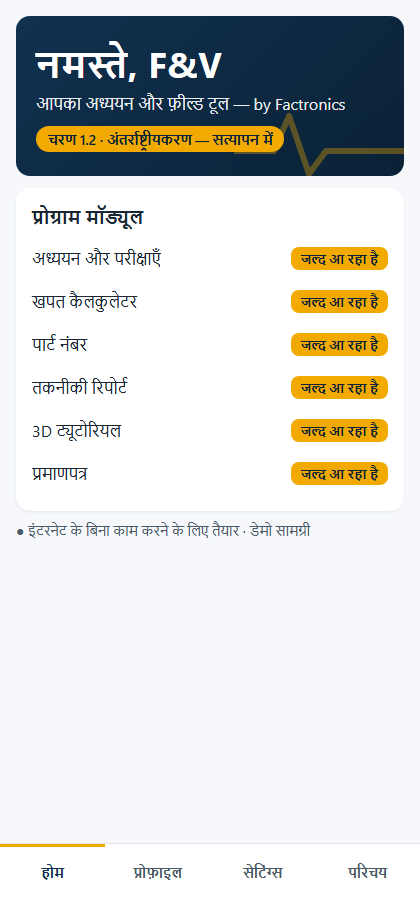 नमस्ते, F&V
आपका अध्ययन और फ़ील्ड टूल — by Factronics
चरण 1.2 · अंतर्राष्ट्रीयकरण — सत्यापन में
प्रोग्राम मॉड्यूल
अध्ययन और परीक्षाएँ जल्द आ रहा है
खपत कैलकुलेटर जल्द आ रहा है
पार्ट नंबर जल्द आ रहा है
तकनीकी रिपोर्ट जल्द आ रहा है
3D ट्यूटोरियल जल्द आ रहा है
प्रमाणपत्र जल्द आ रहा है
● इंटरनेट के बिना काम करने के लिए तैयार · डेमो सामग्री
होम प्रोफ़ाइल सेटिंग्स परिचय